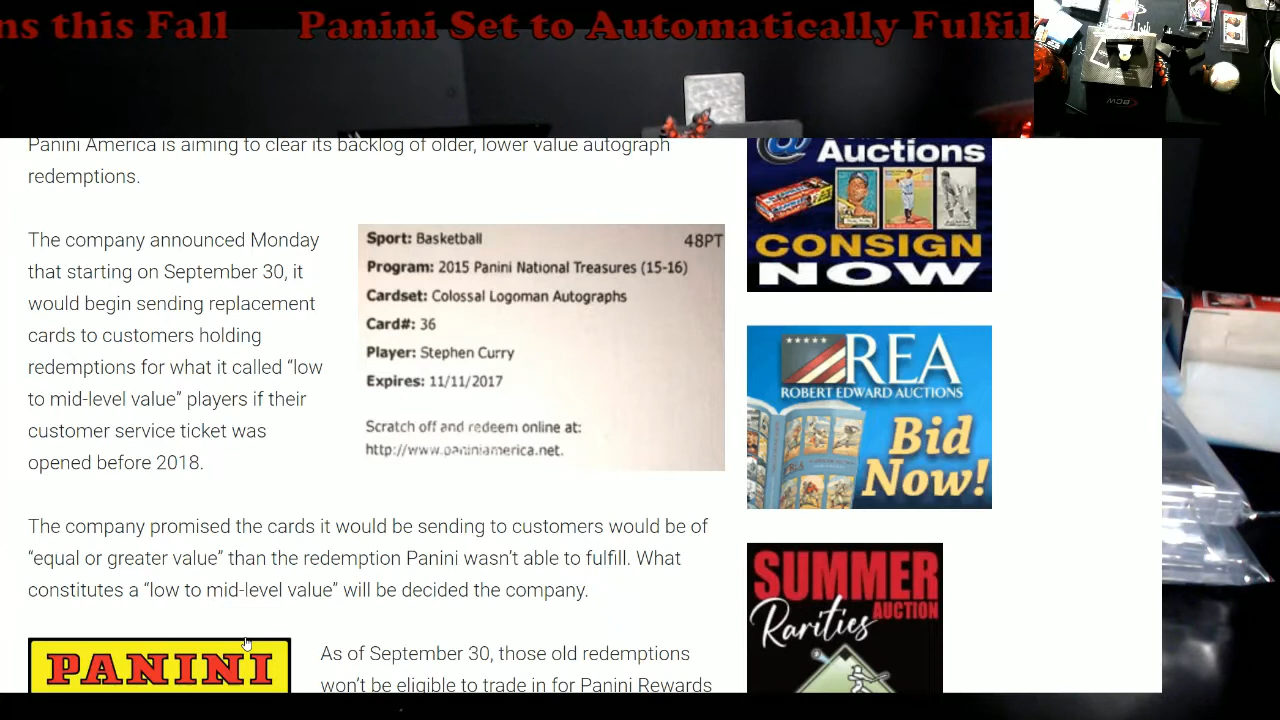 ns this Fall Panini Set to Automatically Fulfil
Panini America is aiming to clear its backlog of older, lower value autograph
redemptions.
The company announced Monday
that starting on September 30, it
would begin sending replacement
cards to customers holding
redemptions for what it called “low
to mid-level value” players if their
customer service ticket was
opened before 2018.
Sport: Basketball 48PT
Program: 2015 Panini National Treasures (15-16)
Cardset: Colossal Logoman Autographs
Card#: 36
Player: Stephen Curry
Expires: 11/11/2017
Scratch off and redeem online at:
http://www.paniniamerica.net.
The company promised the cards it would be sending to customers would be of
“equal or greater value” than the redemption Panini wasn’t able to fulfill. What
constitutes a “low to mid-level value” will be decided the company.
PANINI
As of September 30, those old redemptions
won’t be eligible to trade in for Panini Rewards
Auctions
CONSIGN
NOW
REA
ROBERT EDWARD AUCTIONS
Bid
Now!
SUMMER
Rarities
AUCTION
BCW